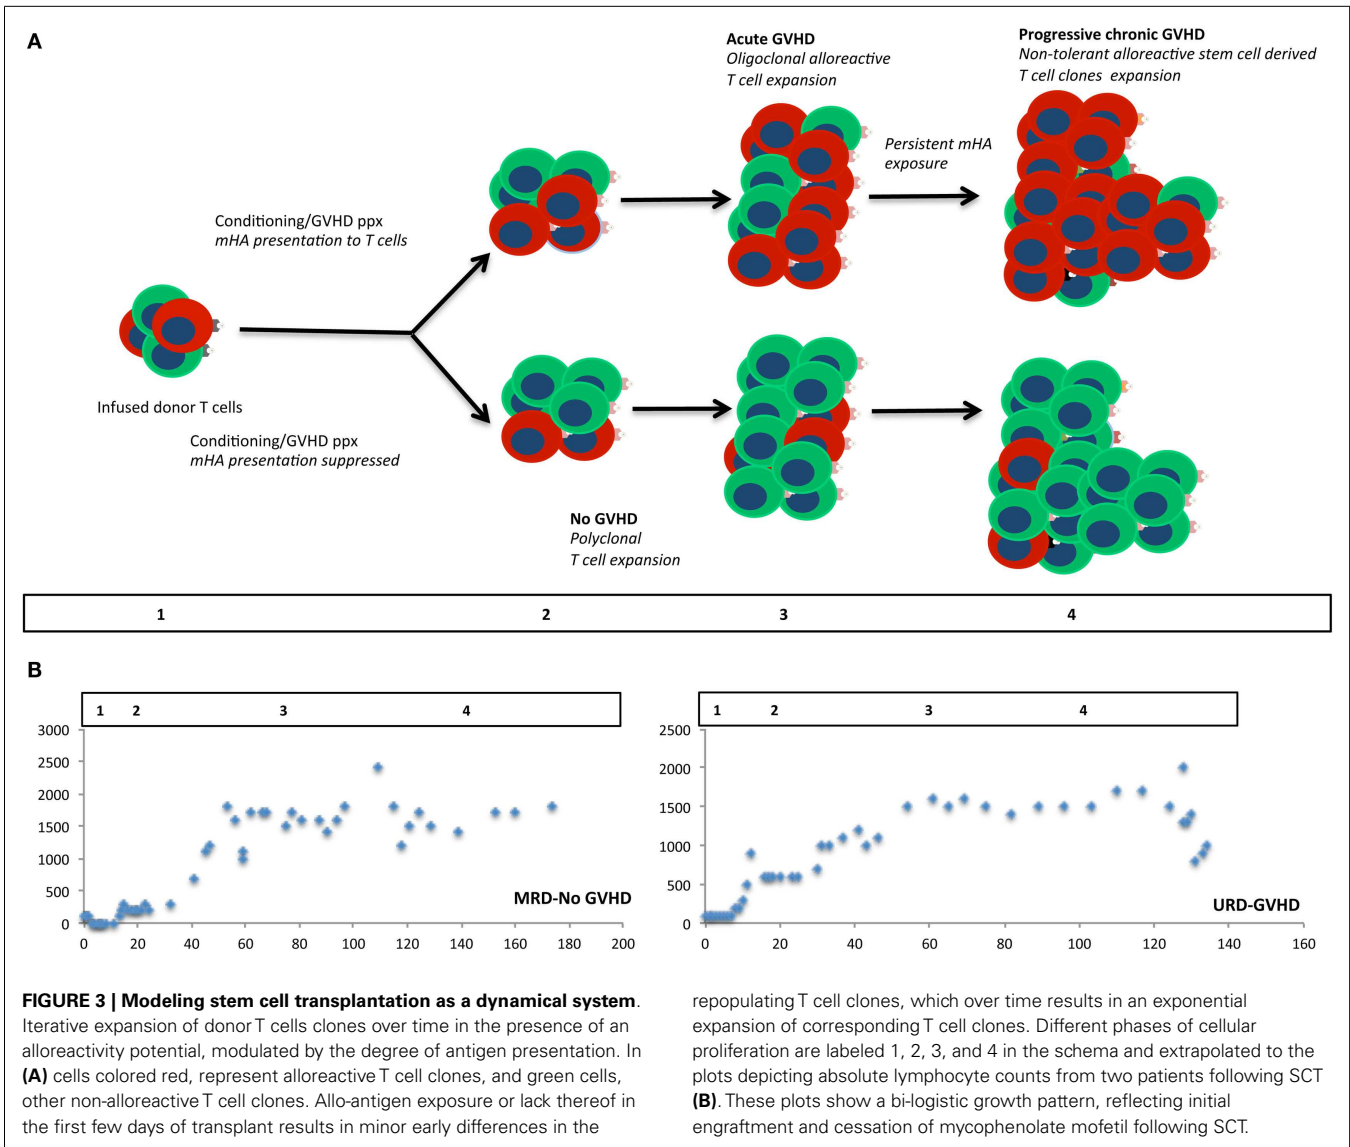 A
Acute GVHD
Oligoclonal alloreactive
T cell expansion
Progressive chronic GVHD
Non-tolerant alloreactive stem cell derived
T cell clones expansion
Persistent mHA
exposure
Conditioning/GVHD ppx
mHA presentation to T cells
Infused donor T cells
Conditioning/GVHD ppx
mHA presentation suppressed
No GVHD
Polyclonal
T cell expansion
1 2 3 4
B
1 2 3 4
3000
2500
2000
1500
1000
500
0
0 20 40 60 80 100 120 140 160 180 200
MRD-No GVHD
1 2 3 4
2500
2000
1500
1000
500
0
0 20 40 60 80 100 120 140 160
URD-GVHD
FIGURE 3 | Modeling stem cell transplantation as a dynamical system.
Iterative expansion of donor T cells clones over time in the presence of an
alloreactivity potential, modulated by the degree of antigen presentation. In
(A) cells colored red, represent alloreactive T cell clones, and green cells,
other non-alloreactive T cell clones. Allo-antigen exposure or lack thereof in
the first few days of transplant results in minor early differences in the
repopulating T cell clones, which over time results in an exponential
expansion of corresponding T cell clones. Different phases of cellular
proliferation are labeled 1, 2, 3, and 4 in the schema and extrapolated to the
plots depicting absolute lymphocyte counts from two patients following SCT
(B). These plots show a bi-logistic growth pattern, reflecting initial
engraftment and cessation of mycophenolate mofetil following SCT.